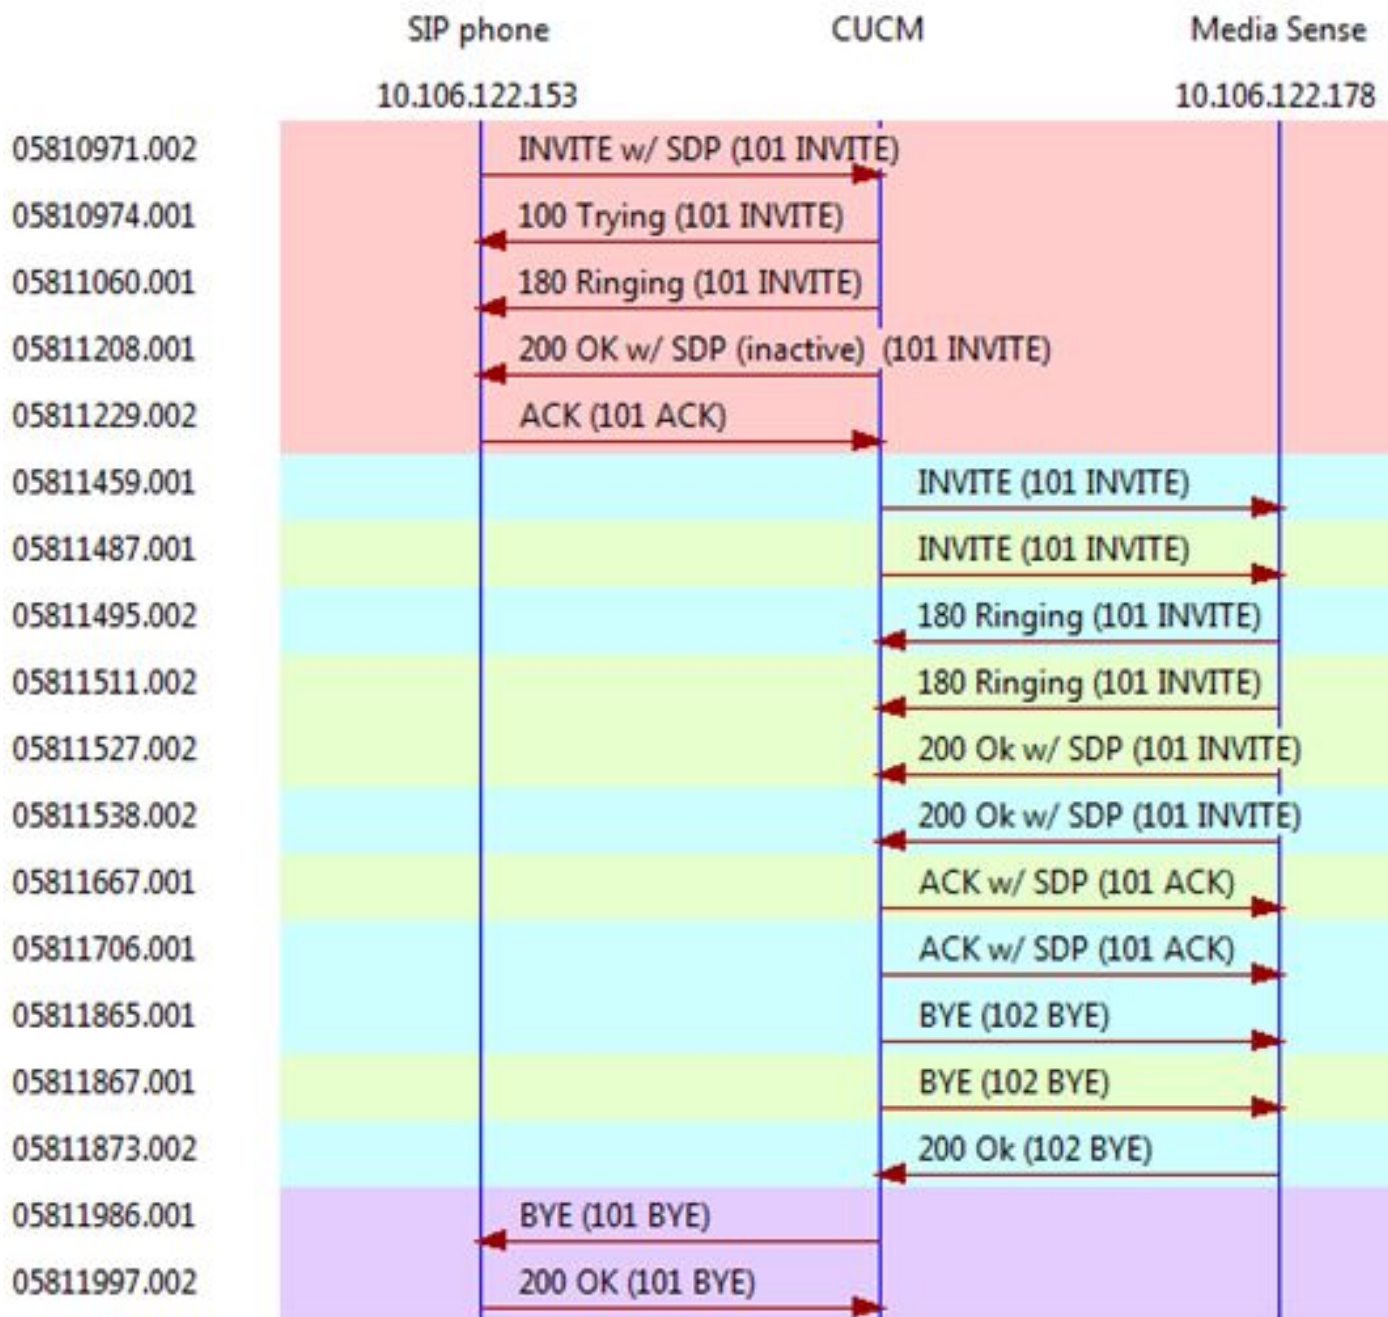 SIP phone CUCM Media Sense
10.106.122.153 10.106.122.178
05810971.002 INVITE w/ SDP (101 INVITE)
05810974.001 100 Trying (101 INVITE)
05811060.001 180 Ringing (101 INVITE)
05811208.001 200 OK w/ SDP (inactive) (101 INVITE)
05811229.002 ACK (101 ACK)
05811459.001 INVITE (101 INVITE)
05811487.001 INVITE (101 INVITE)
05811495.002 180 Ringing (101 INVITE)
05811511.002 180 Ringing (101 INVITE)
05811527.002 200 Ok w/ SDP (101 INVITE)
05811538.002 200 Ok w/ SDP (101 INVITE)
05811667.001 ACK w/ SDP (101 ACK)
05811706.001 ACK w/ SDP (101 ACK)
05811865.001 BYE (102 BYE)
05811867.001 BYE (102 BYE)
05811873.002 200 Ok (102 BYE)
05811986.001 BYE (101 BYE)
05811997.002 200 OK (101 BYE)